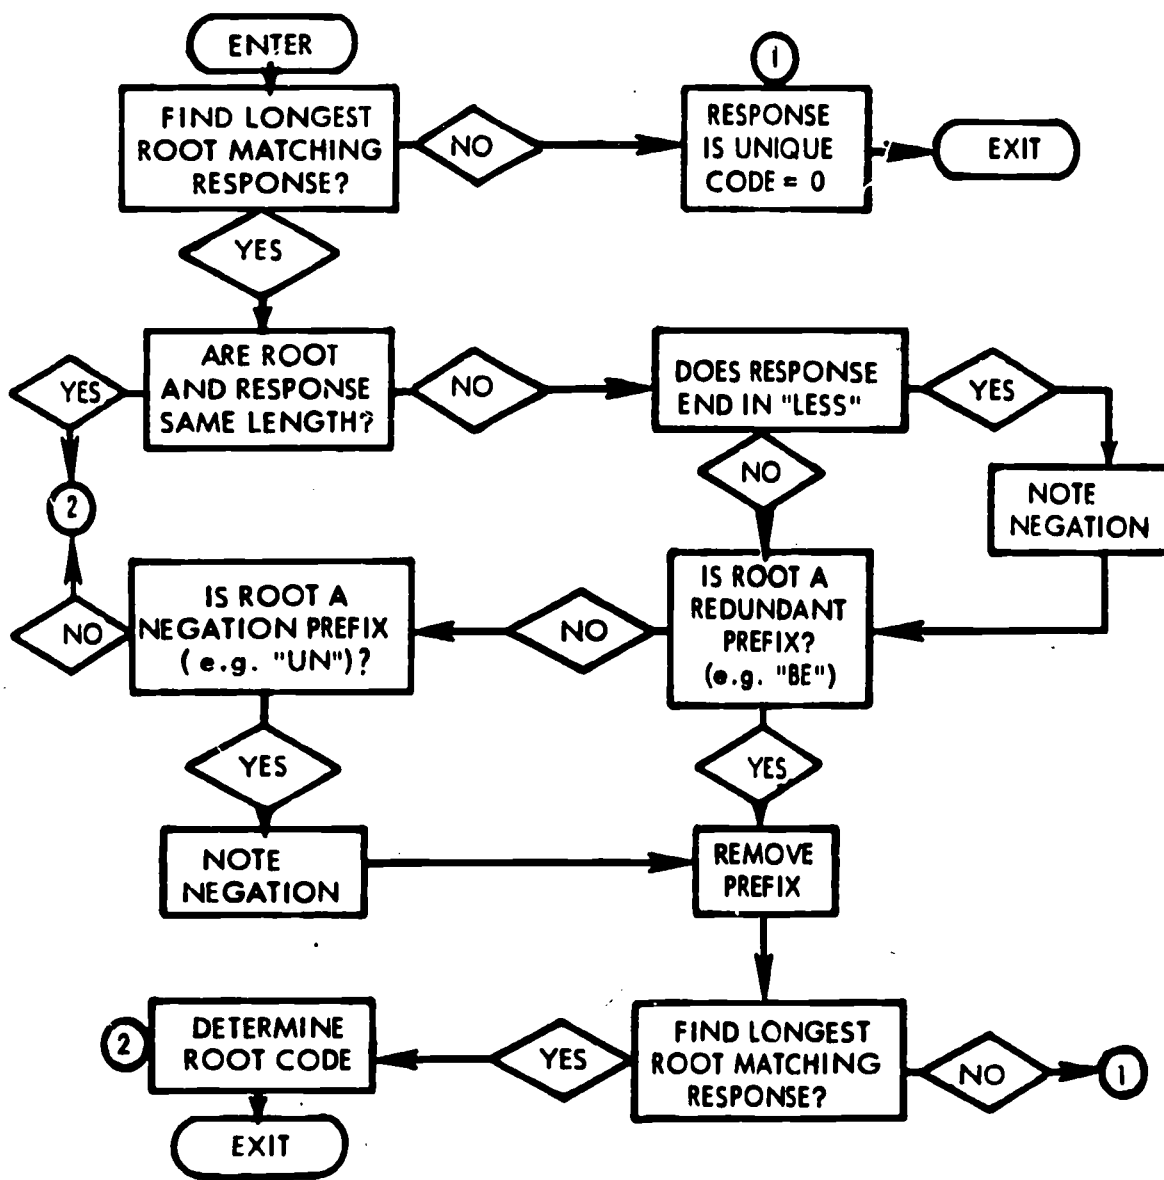 ENTER
FIND LONGEST
ROOT MATCHING
RESPONSE?
NO
1
RESPONSE
IS UNIQUE
CODE = 0
EXIT
YES
ARE ROOT
AND RESPONSE
SAME LENGTH?
YES
NO
DOES RESPONSE
END IN "LESS"
YES
NO
NOTE
NEGATION
2
IS ROOT A
REDUNDANT
PREFIX?
(e.g. "BE")
NO
IS ROOT A
NEGATION PREFIX
( e.g. "UN")?
NO
YES
YES
NOTE
NEGATION
REMOVE
PREFIX
FIND LONGEST
ROOT MATCHING
RESPONSE?
YES
NO
1
2
DETERMINE
ROOT CODE
EXIT